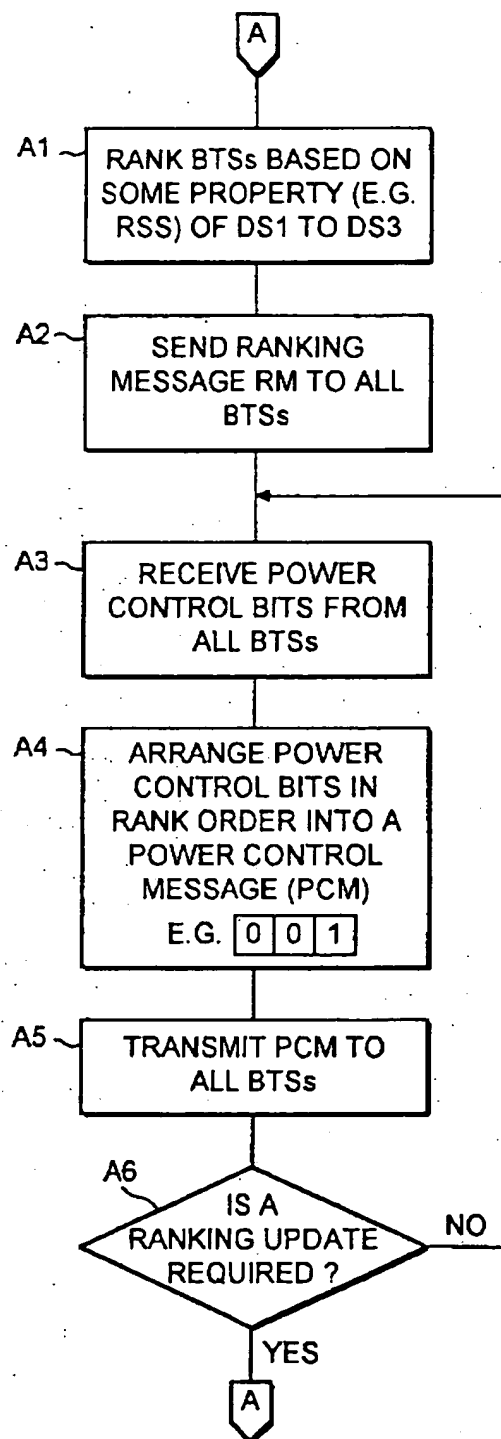 A
A1
RANK BTSs BASED ON
SOME PROPERTY (E.G.
RSS) OF DS1 TO DS3
A2
SEND RANKING
MESSAGE RM TO ALL
BTSs
A3
RECEIVE POWER
CONTROL BITS FROM
ALL BTSs
A4
ARRANGE POWER
CONTROL BITS IN
RANK ORDER INTO A
POWER CONTROL
MESSAGE (PCM)
E.G. 0 0 1
A5
TRANSMIT PCM TO
ALL BTSs
A6
IS A
RANKING UPDATE
REQUIRED ?
NO
YES
A